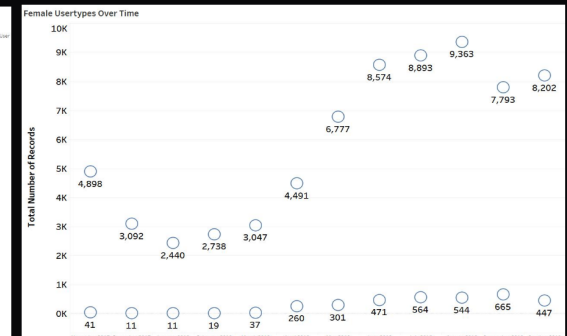 Female Usertypes Over Time
10K
9K
8K
7K
6K
5K
4K
3K
2K
1K
0K
Total Number of Records
9,363
8,893
8,574
8,202
7,793
6,777
4,898
4,491
3,092
3,047
2,738
2,440
41
11
11
19
37
260
301
471
564
544
665
447